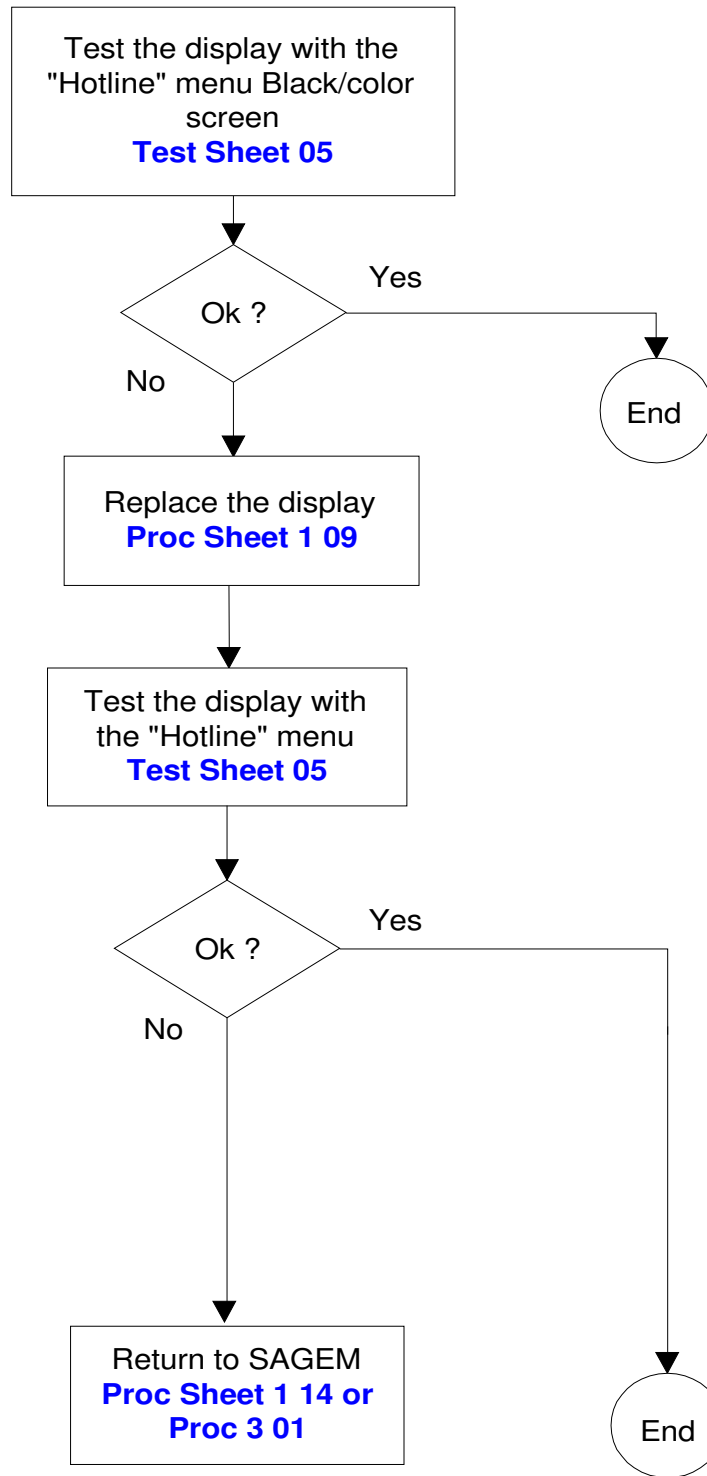 Test the display with the
"Hotline" menu Black/color
screen
Test Sheet 05
Ok ?
Yes
No
End
Replace the display
Proc Sheet 1 09
Test the display with
the "Hotline" menu
Test Sheet 05
Ok ?
Yes
No
Return to SAGEM
Proc Sheet 1 14 or
Proc 3 01
End